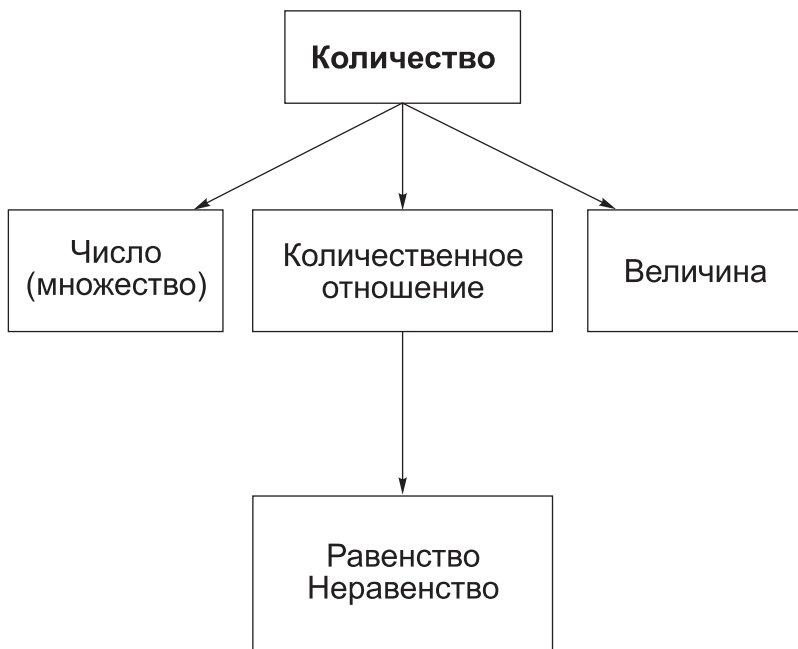 Количество
Число
(множество)
Количественное
отношение
Величина
Равенство
Неравенство